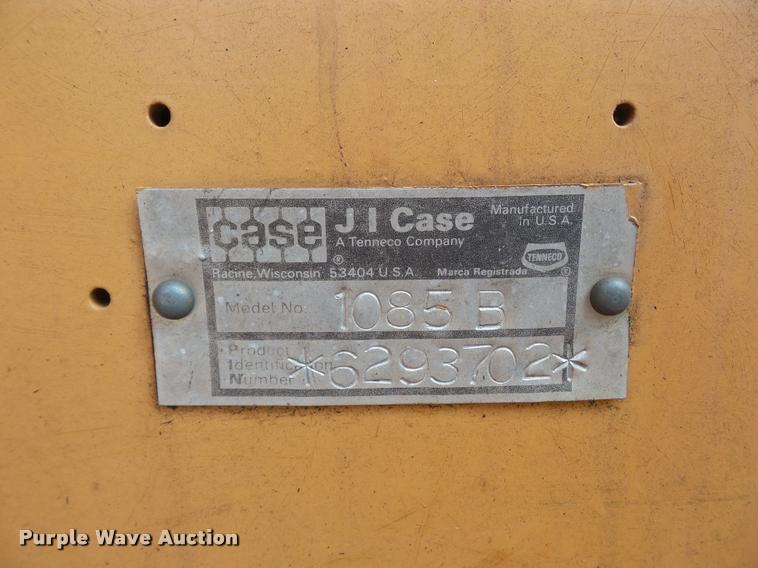 case
J I Case
A Tenneco Company
®
Manufactured
in U.S.A.
TENNECO
®
Racine, Wisconsin 53404 U.S.A.
Marca Registrada
Model No. 1085 B
Product
Identification
Number *6293702*
Purple Wave Auction